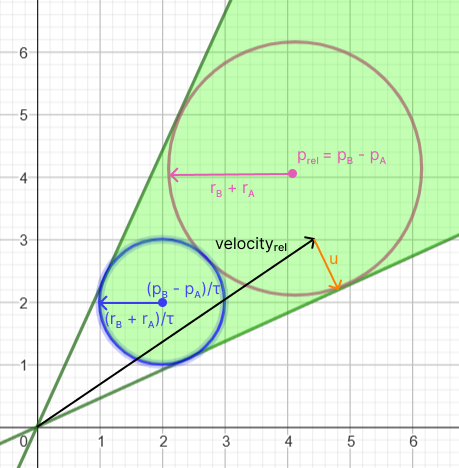 6
5
p_rel = p_B - p_A
4
r_B + r_A
3
velocity_rel
u
(p_B - p_A)/τ
2
(r_B + r_A)/τ
1
0 1 2 3 4 5 6